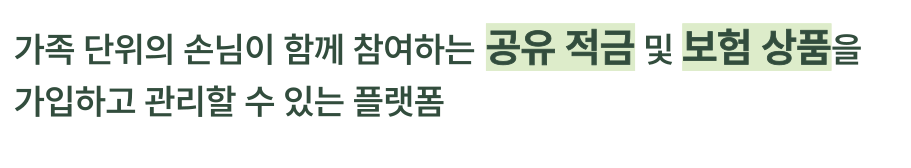 가족 단위의 손님이 함께 참여하는 공유 적금 및 보험 상품을
가입하고 관리할 수 있는 플랫폼